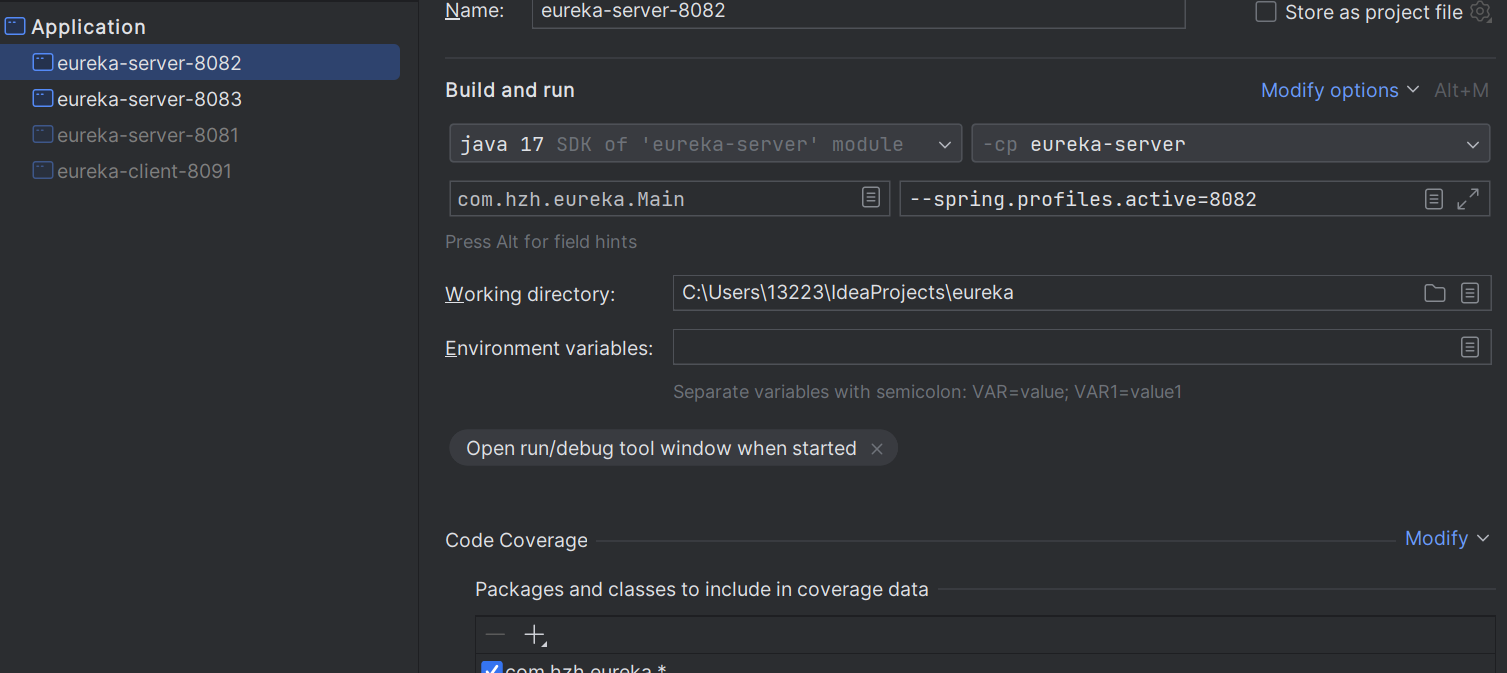 Application
eureka-server-8082
eureka-server-8083
eureka-server-8081
eureka-client-8091
Name: eureka-server-8082 Store as project file
Build and run Modify options Alt+M
java 17 SDK of 'eureka-server' module -cp eureka-server
com.hzh.eureka.Main --spring.profiles.active=8082
Press Alt for field hints
Working directory: C:\Users\13223\IdeaProjects\eureka
Environment variables:
Separate variables with semicolon: VAR=value; VAR1=value1
Open run/debug tool window when started
Code Coverage Modify
Packages and classes to include in coverage data
com.hzh.eureka.*